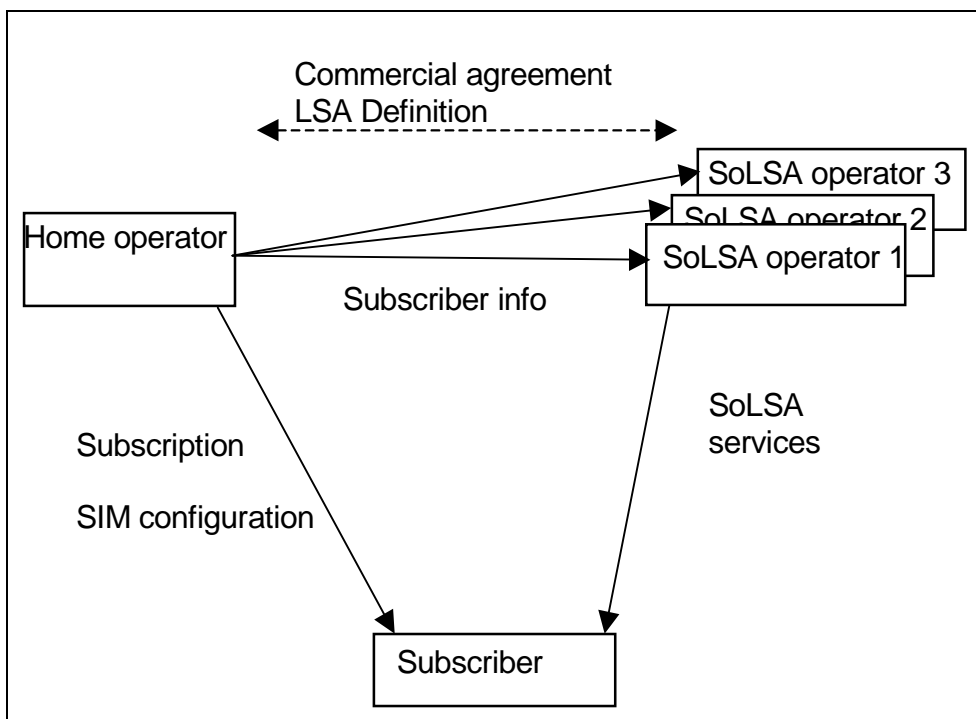 Commercial agreement
LSA Definition
SoLSA operator 3
SoLSA operator 2
SoLSA operator 1
Home operator
Subscriber info
SoLSA
services
Subscription
SIM configuration
Subscriber